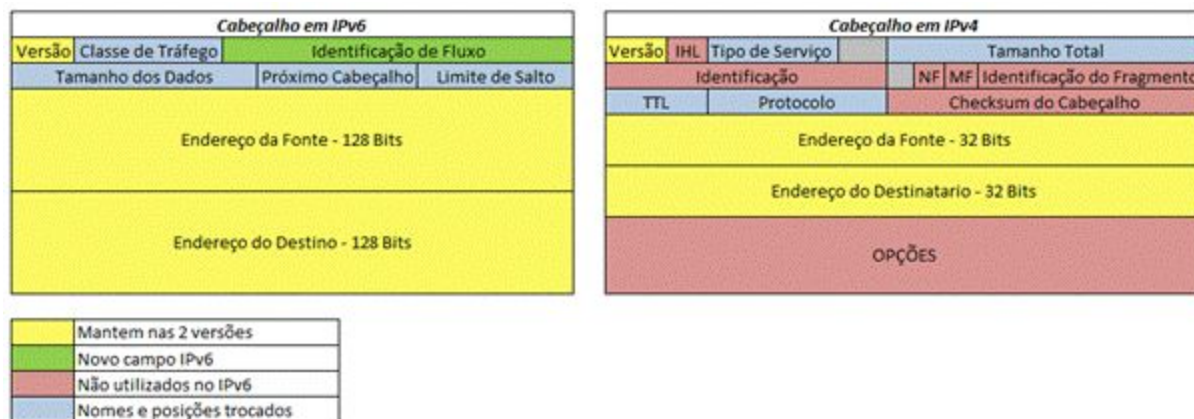 Cabeçalho em IPv6
Versão Classe de Tráfego Identificação de Fluxo
Tamanho dos Dados Próximo Cabeçalho Limite de Salto
Endereço da Fonte - 128 Bits
Endereço do Destino - 128 Bits
Cabeçalho em IPv4
Versão IHL Tipo de Serviço Tamanho Total
Identificação NF MF Identificação do Fragmento
TTL Protocolo Checksum do Cabeçalho
Endereço da Fonte - 32 Bits
Endereço do Destinatario - 32 Bits
OPÇÕES
Mantem nas 2 versões
Novo campo IPv6
Não utilizados no IPv6
Nomes e posições trocados